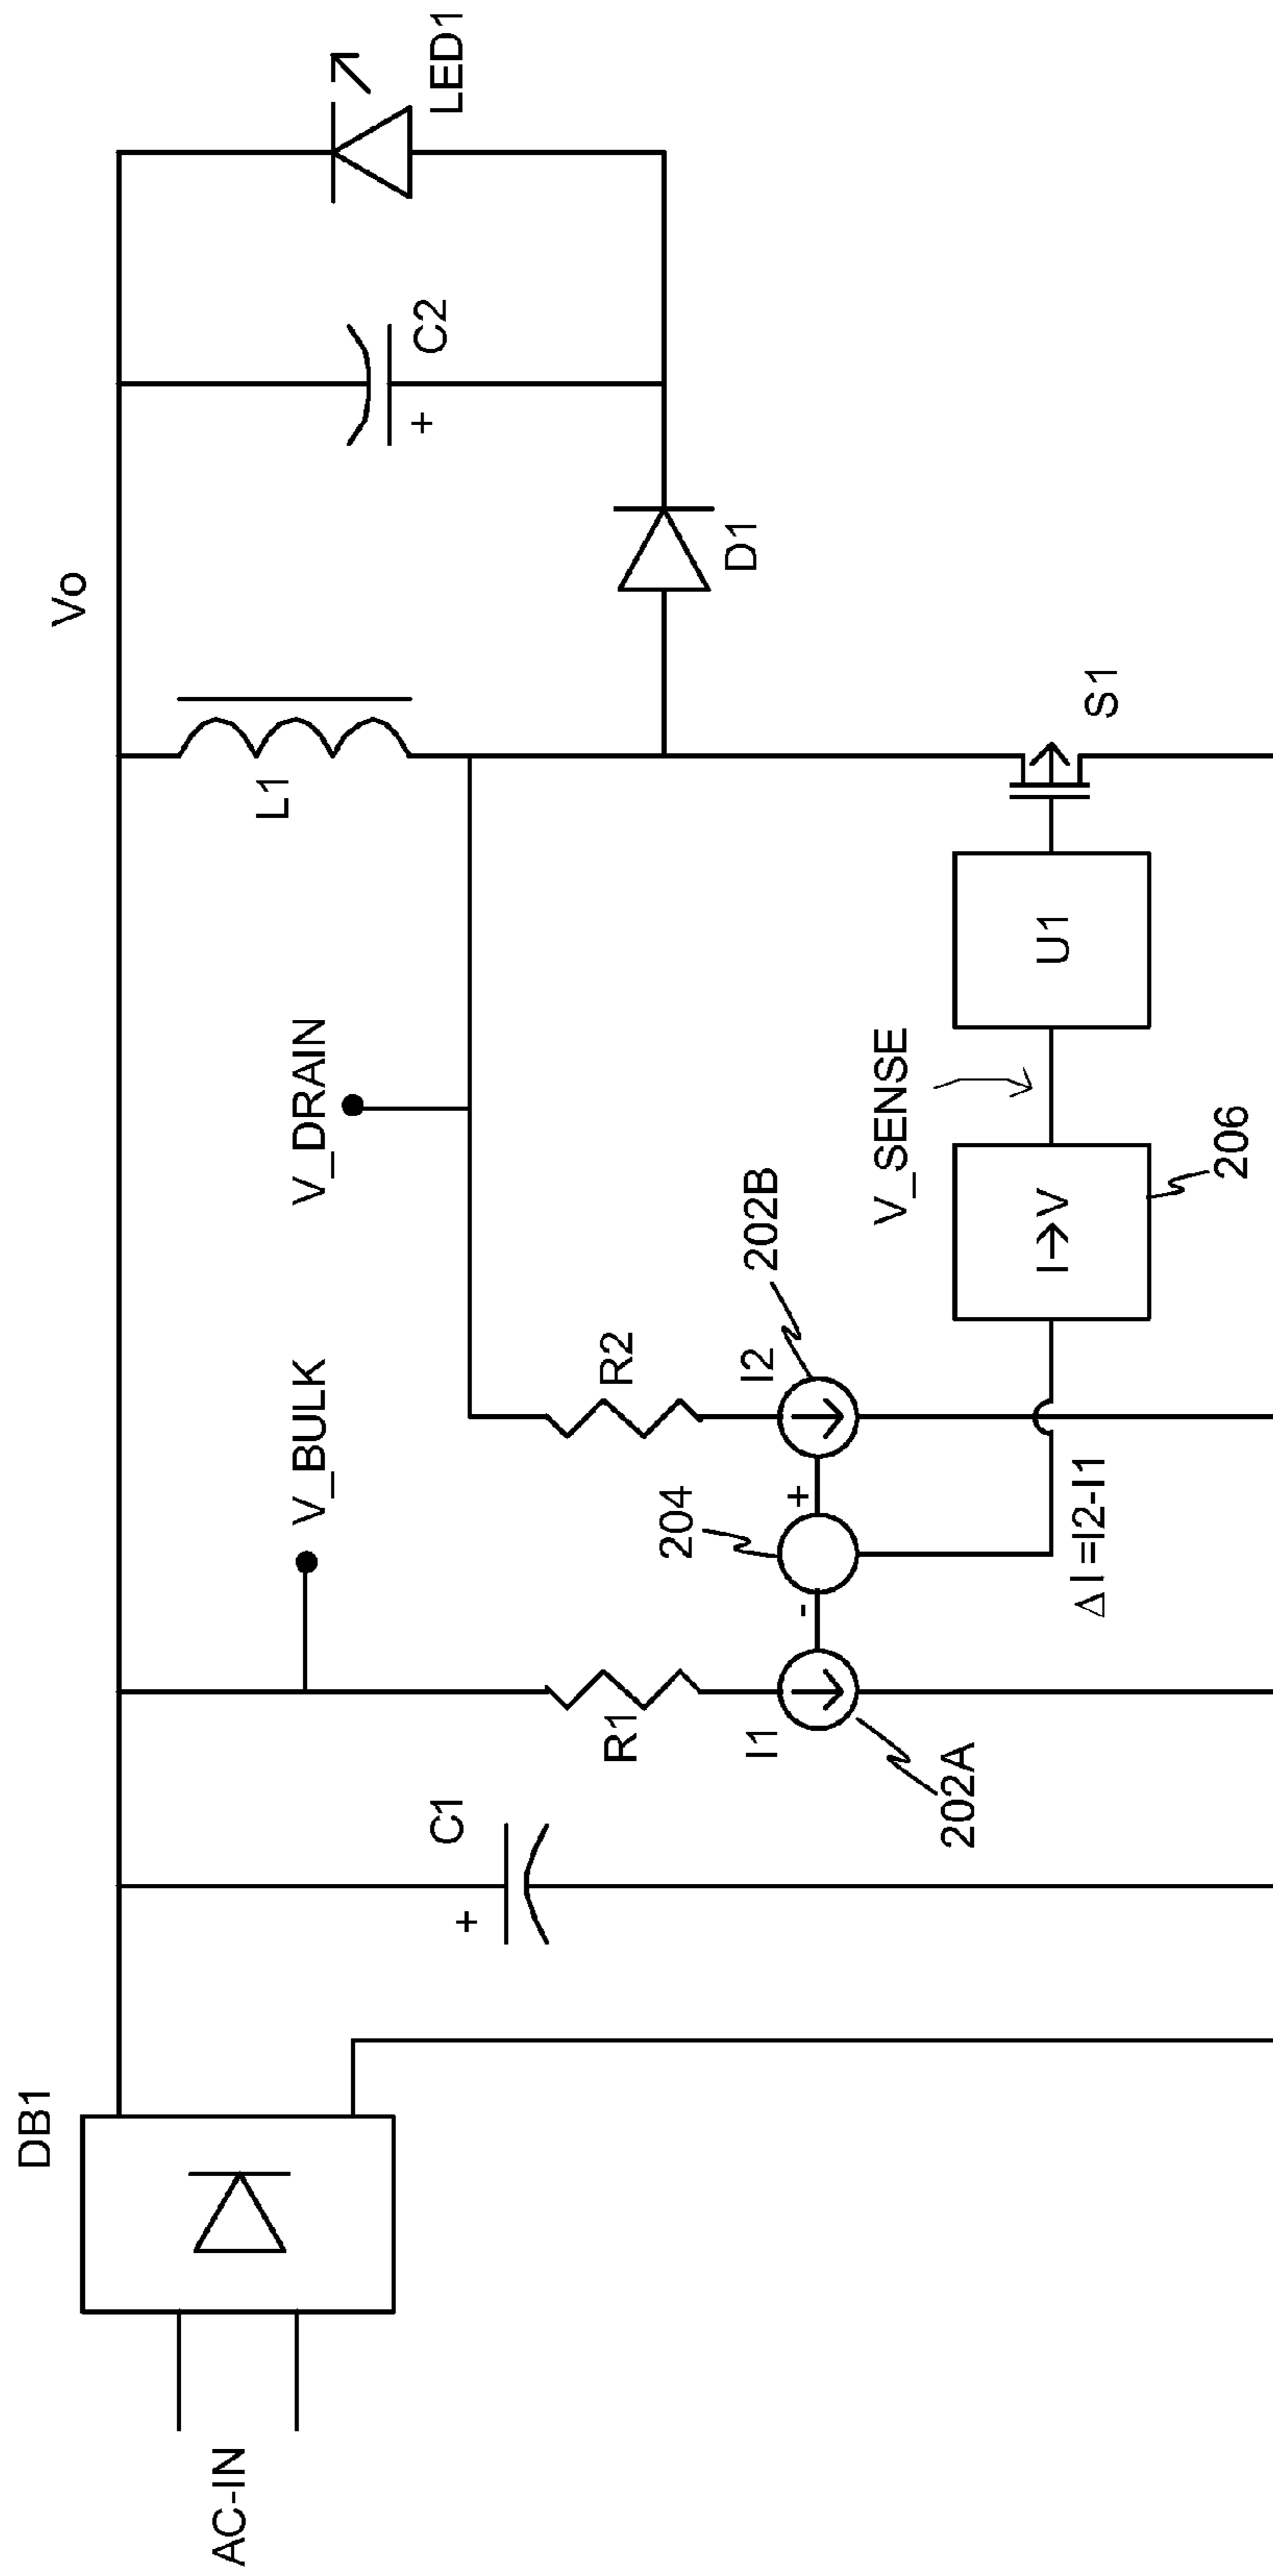 AC-IN
DB1
C1
+
V_BULK
R1
I1
202A
-
204
+
ΔI=I2-I1
V_DRAIN
R2
I2
202B
I→V
206
V_SENSE
U1
S1
L1
Vo
D1
C2
+
LED1